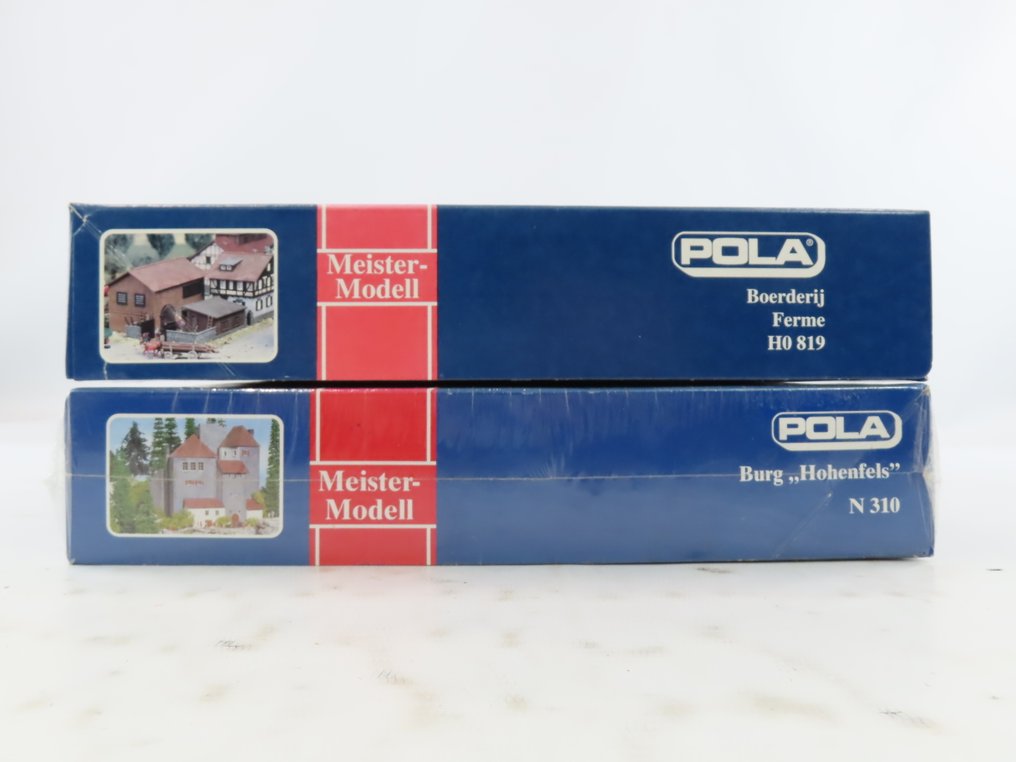 Meister-
Modell
POLA®
Boerderij
Ferme
H0 819
Meister-
Modell
POLA
Burg „Hohenfels”
N 310